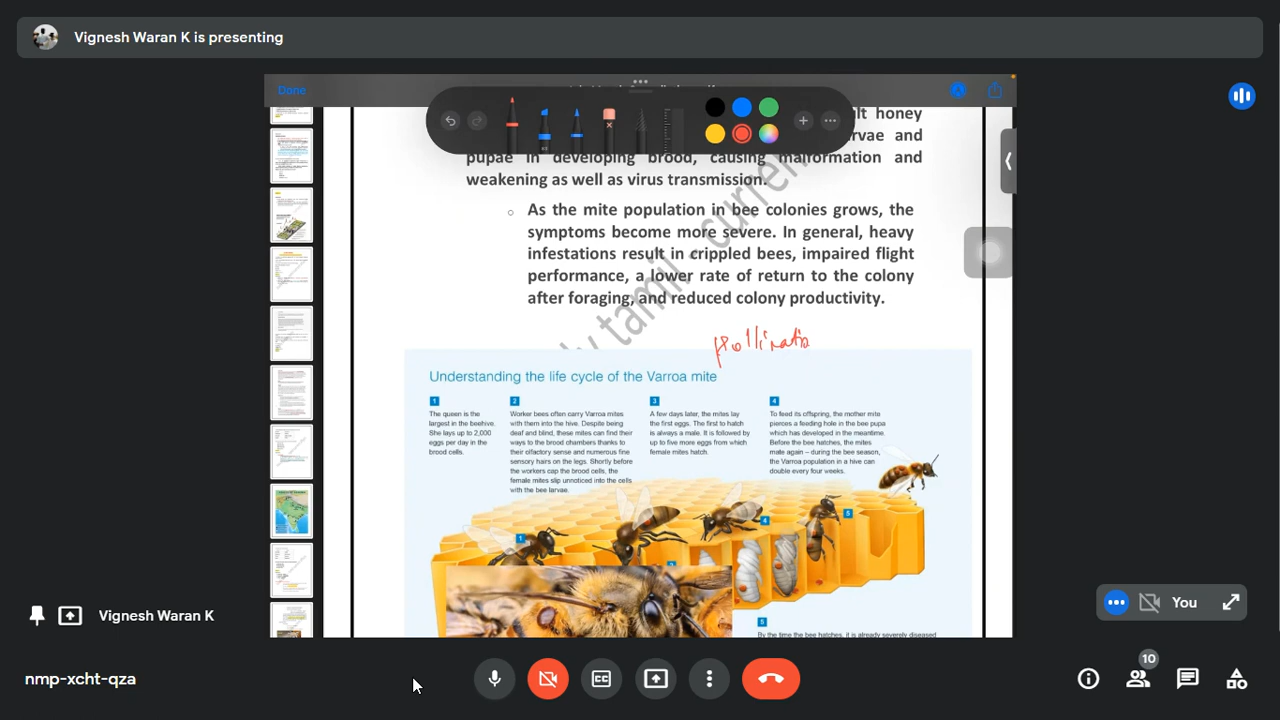 Vignesh Waran K is presenting
Done
lt honey
rvae and
pupae in developing brood, causing malformation and
weakening as well as virus transmssion.
As the mite population in bee colonies grows, the
symptoms become more severe. In general, heavy
infestations result in crippled bees, impaired flight
performance, a lower rate of return to the colony
after foraging, and reduced colony productivity.
tamil
Pollinatio
Understanding the life cycle of the Varroa mite
1
The queen is the
largest in the beehive.
She lays up to 2,000
eggs per day in the
brood cells.
2
Worker bees often carry Varroa mites
with them into the hive. Despite being
deaf and blind, these mites can find their
ways to the brood chambers thanks to
their olfactory sense and numerous fine
sensory hairs on the legs. Shortly before
the workers cap the brood cells, the
female mites slip unnoticed into the cells
with the bee larvae.
3
A few days later, the mites lay
the first eggs. The first to hatch
is always a male. It is followed by
up to five more eggs from which
female mites hatch.
4
To feed its offspring, the mother mite
pierces a feeding hole in the bee pupa
which has developed in the meantime.
Before the bee hatches, the mites
mate again – during the bee season,
the Varroa population in a hive can
double every four weeks.
1
4
5
5
By the time the bee hatches, it is already severely diseased
Vignesh Waran K
You
nmp-xcht-qza
10